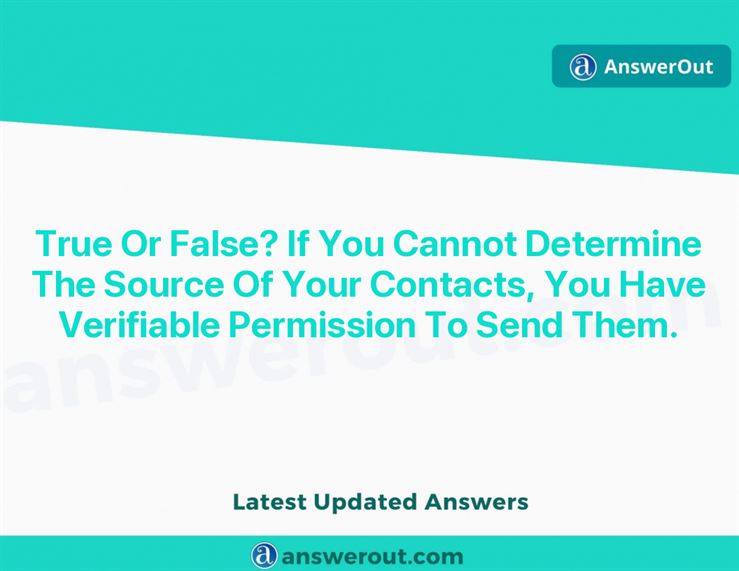 AnswerOut
True Or False? If You Cannot Determine
The Source Of Your Contacts, You Have
Verifiable Permission To Send Them.
answerout.com
Latest Updated Answers
answerout.com